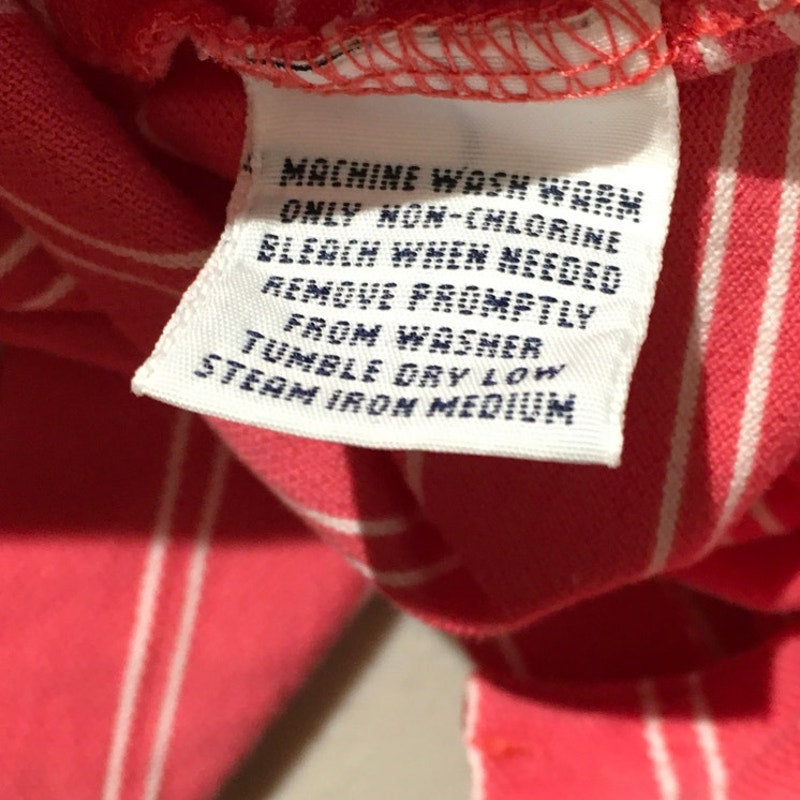 MACHINE WASH WARM
ONLY NON-CHLORINE
BLEACH WHEN NEEDED
REMOVE PROMPTLY
FROM WASHER
TUMBLE DRY LOW
STEAM IRON MEDIUM